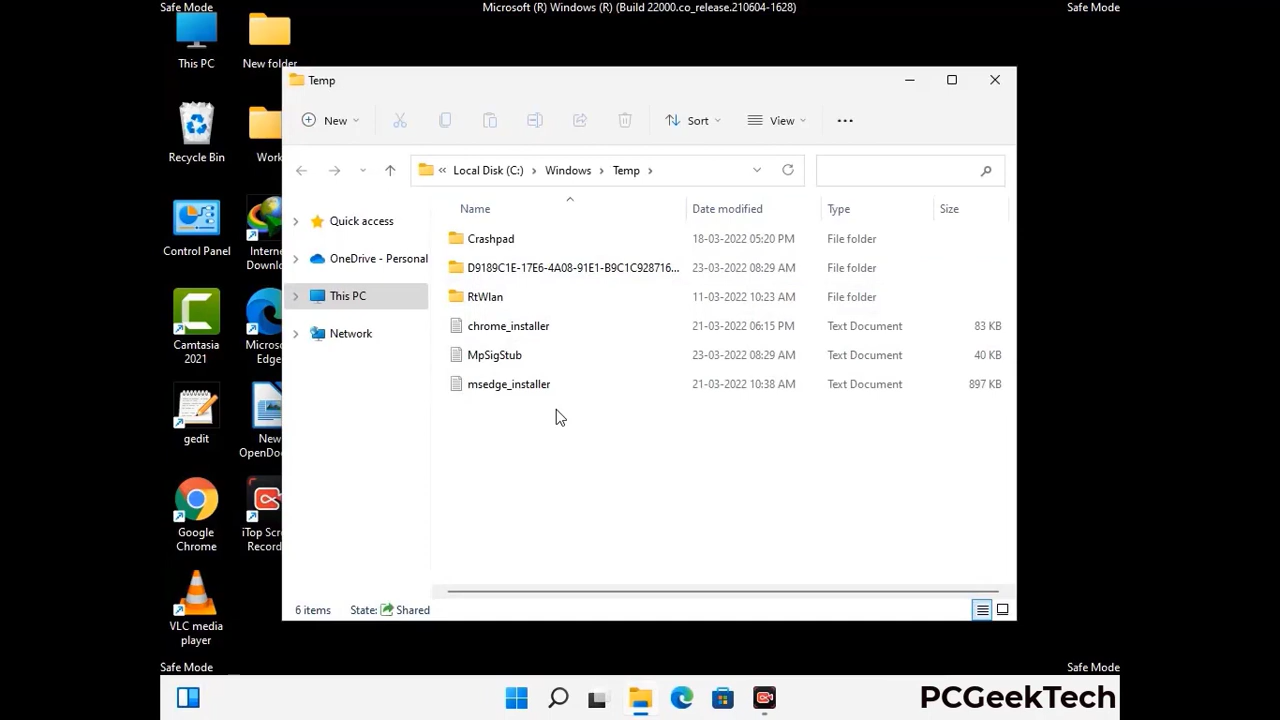 Safe Mode
Microsoft (R) Windows (R) (Build 22000.co_release.210604-1628)
Safe Mode
This PC
New folder
Recycle Bin
Work
Control Panel
Intern
Downlo
Camtasia
2021
Micros
Edge
gedit
New
OpenDo
Google
Chrome
iTop Scr
Record
VLC media
player
Temp
New
Sort
View
Local Disk (C:)
Windows
Temp
Quick access
OneDrive - Personal
This PC
Network
Name
Date modified
Type
Size
Crashpad
18-03-2022 05:20 PM
File folder
D9189C1E-17E6-4A08-91E1-B9C1C928716...
23-03-2022 08:29 AM
File folder
RtWlan
11-03-2022 10:23 AM
File folder
chrome_installer
21-03-2022 06:15 PM
Text Document
83 KB
MpSigStub
23-03-2022 08:29 AM
Text Document
40 KB
msedge_installer
21-03-2022 10:38 AM
Text Document
897 KB
6 items
State:
Shared
Safe Mode
Safe Mode
PCGeekTech